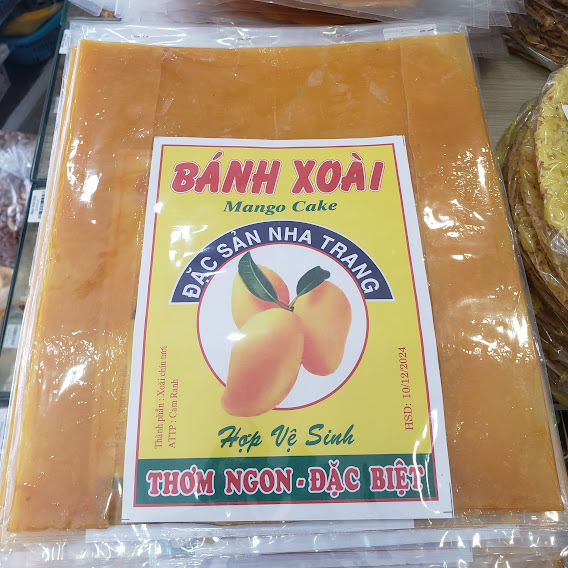 BÁNH XOÀI
Mango Cake
ĐẶC SẢN NHA TRANG
Thành phần : Xoài chín tươi
ATTP : Cam Ranh
HSD: 10/12/2024
Hợp Vệ Sinh
THƠM NGON - ĐẶC BIỆT